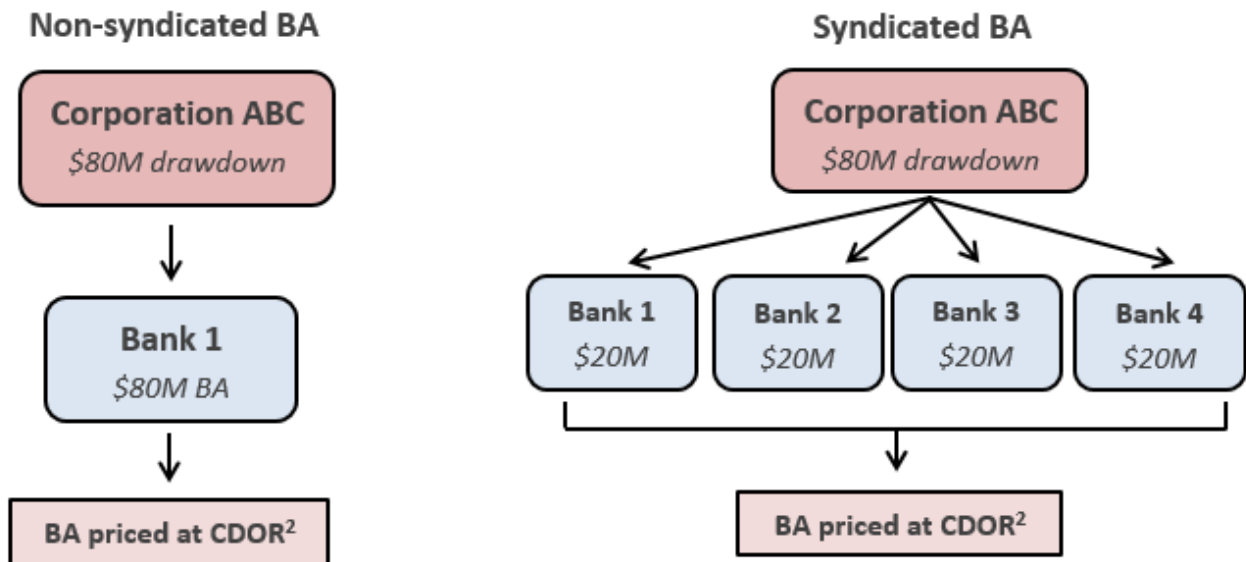 Non-syndicated BA
Corporation ABC
$80M drawdown
Bank 1
$80M BA
BA priced at CDOR²
Syndicated BA
Corporation ABC
$80M drawdown
Bank 1
$20M
Bank 2
$20M
Bank 3
$20M
Bank 4
$20M
BA priced at CDOR²